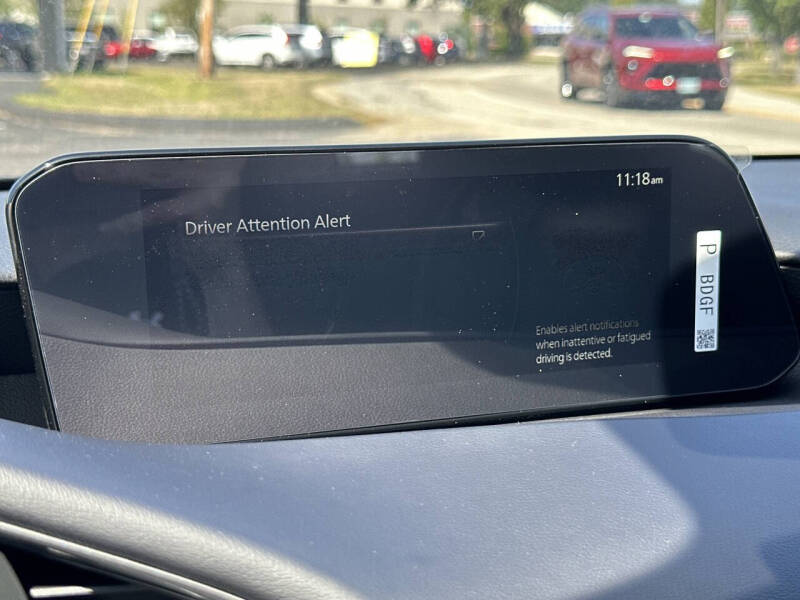 11:18am
Driver Attention Alert
Enables alert notifications
when inattentive or fatigued
driving is detected.
P BDGF